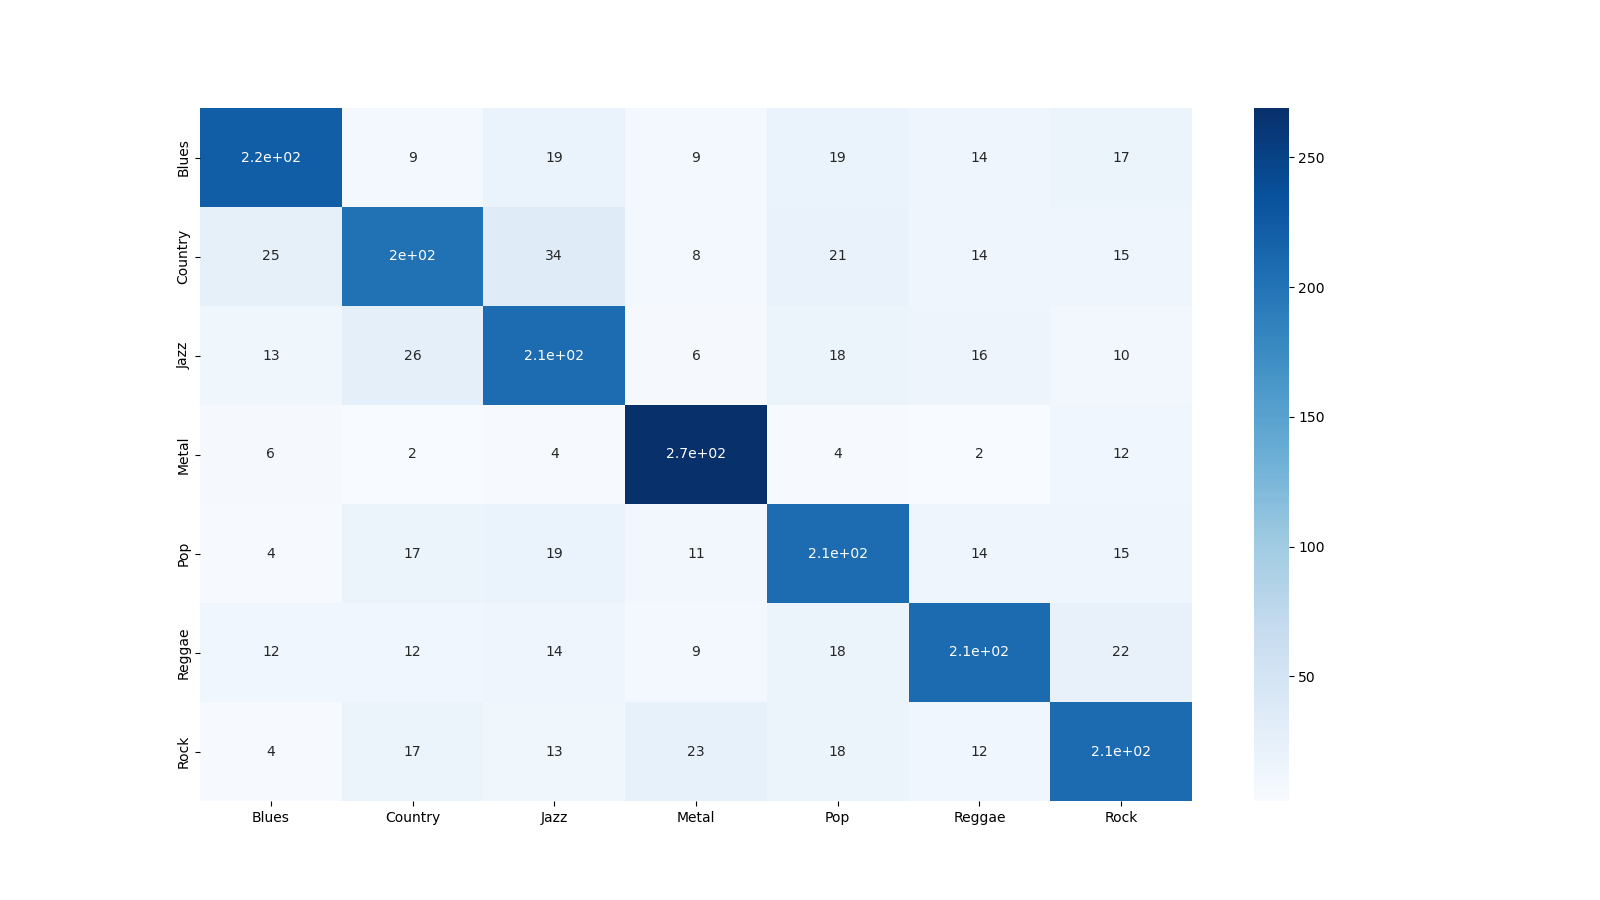 Blues 2.2e+02 9 19 9 19 14 17
250
Country 25 2e+02 34 8 21 14 15
200
Jazz 13 26 2.1e+02 6 18 16 10
150
Metal 6 2 4 2.7e+02 4 2 12
100
Pop 4 17 19 11 2.1e+02 14 15
Reggae 12 12 14 9 18 2.1e+02 22
50
Rock 4 17 13 23 18 12 2.1e+02
Blues Country Jazz Metal Pop Reggae Rock